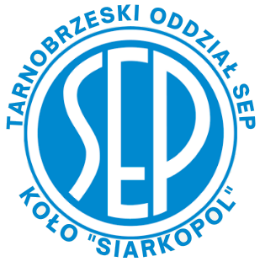 TARNOBRZESKI ODDZIAŁ SEP
SEP
KOŁO "SIARKOPOL"